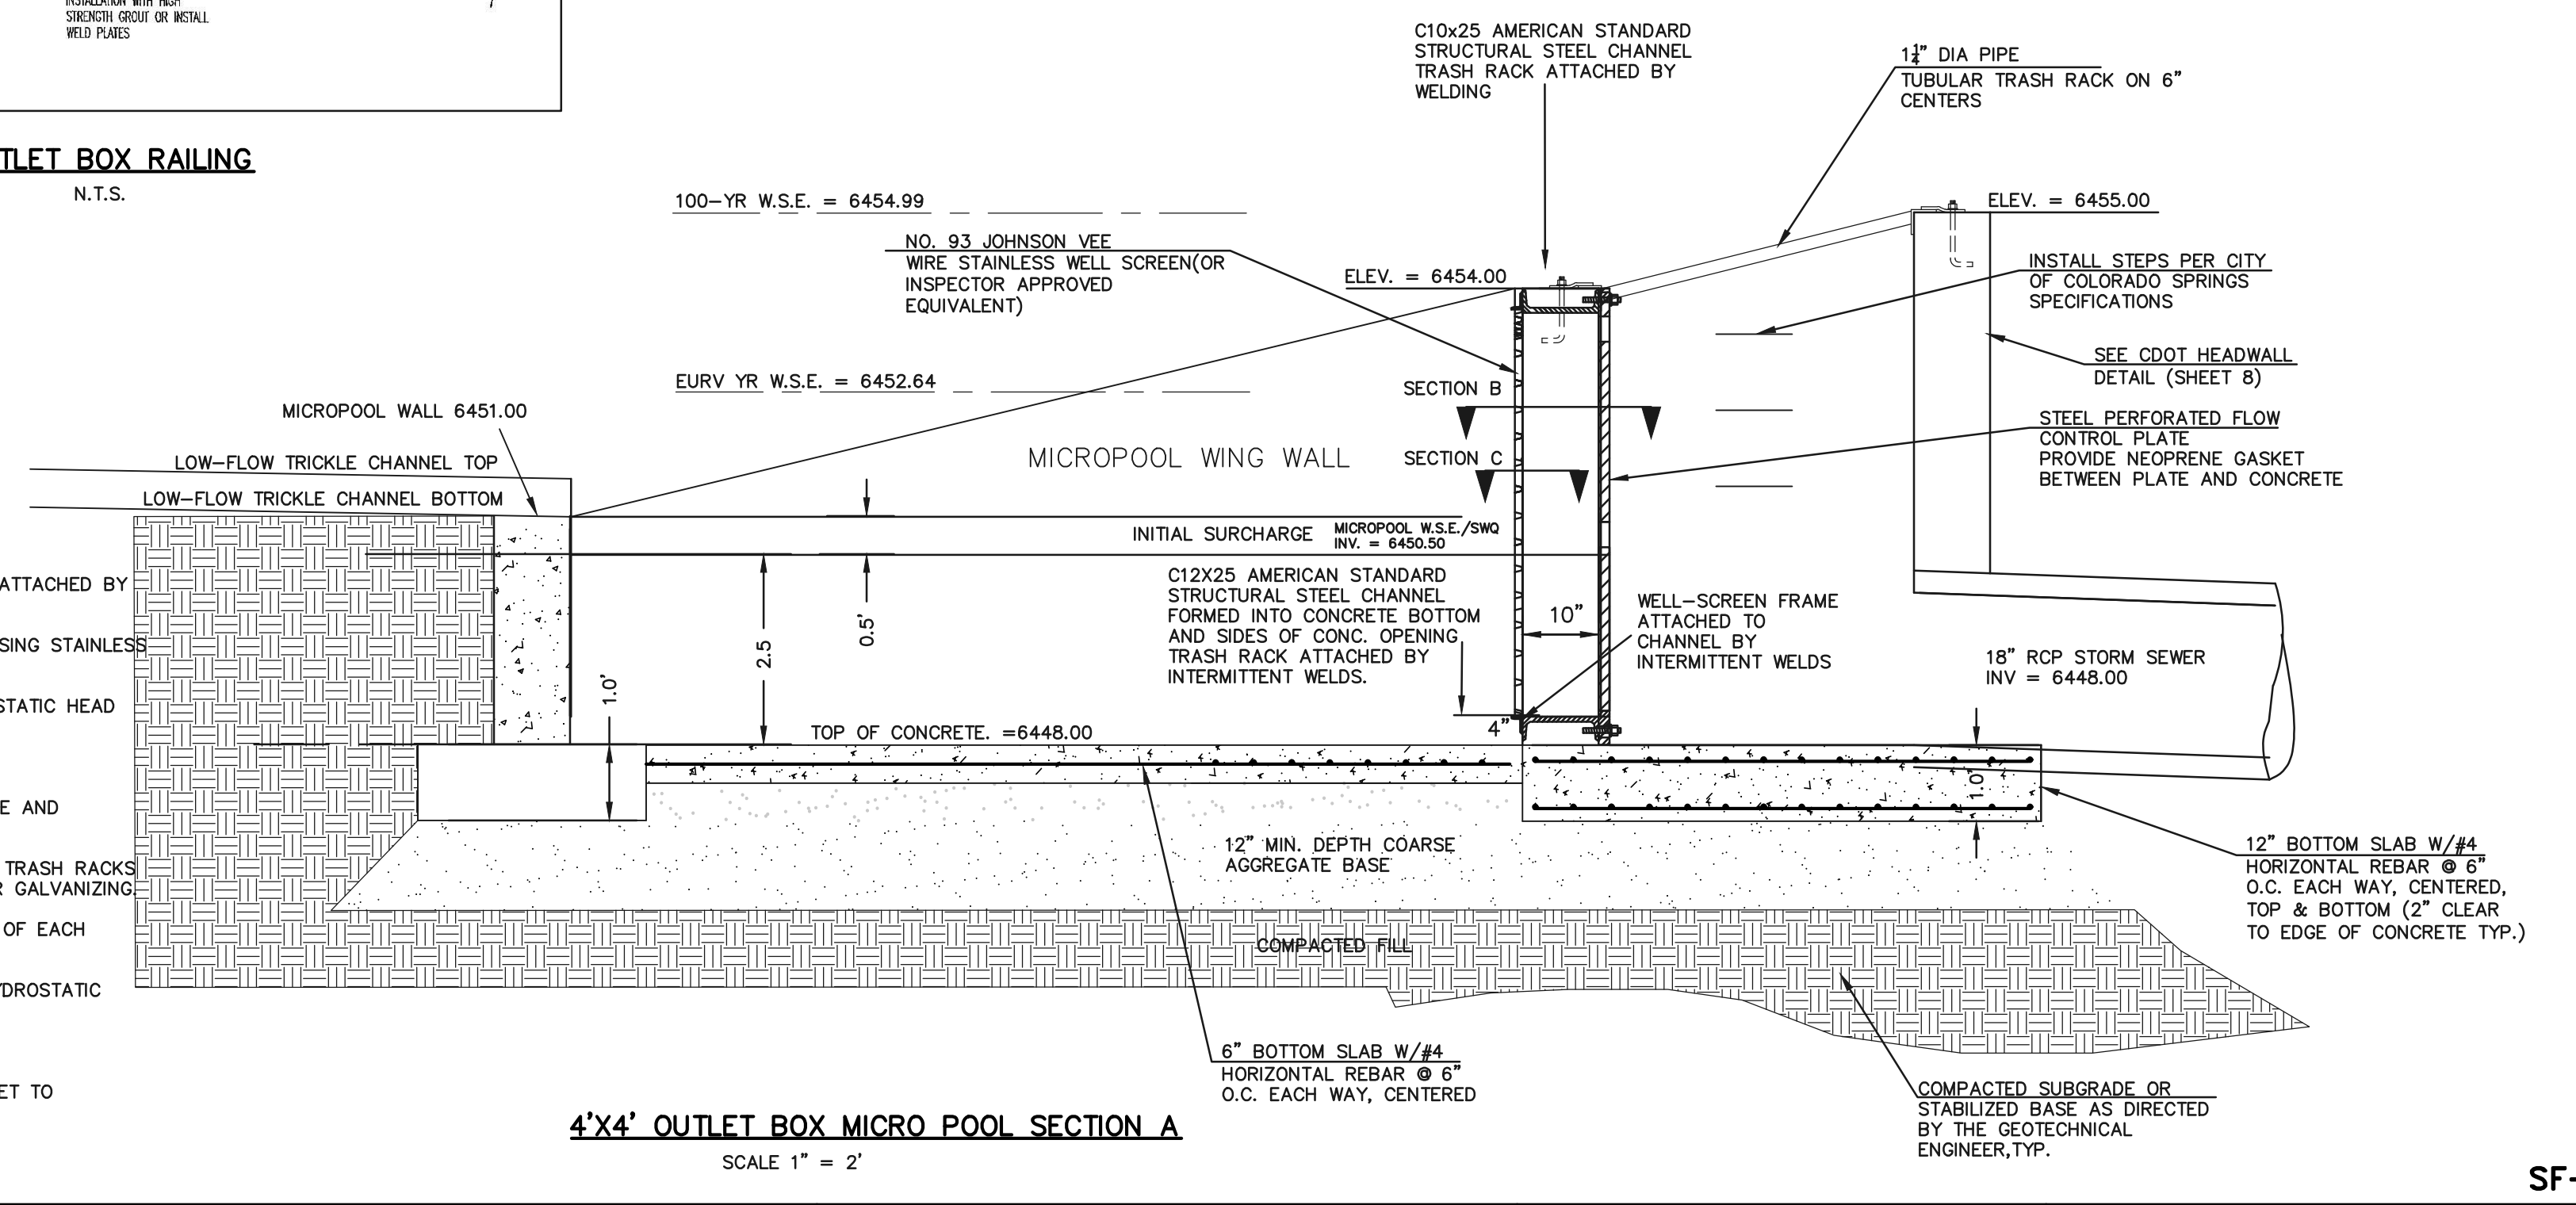 INSTALLATION WITH HIGH
STRENGTH GROUT OR INSTALL
WELD PLATES
TLET BOX RAILING
N.T.S.
C10x25 AMERICAN STANDARD
STRUCTURAL STEEL CHANNEL
TRASH RACK ATTACHED BY
WELDING
1¼" DIA PIPE
TUBULAR TRASH RACK ON 6"
CENTERS
100-YR W.S.E. = 6454.99
NO. 93 JOHNSON VEE
WIRE STAINLESS WELL SCREEN(OR
INSPECTOR APPROVED
EQUIVALENT)
ELEV. = 6454.00
ELEV. = 6455.00
INSTALL STEPS PER CITY
OF COLORADO SPRINGS
SPECIFICATIONS
EURV YR W.S.E. = 6452.64
SECTION B
SECTION C
SEE CDOT HEADWALL
DETAIL (SHEET 8)
MICROPOOL WALL 6451.00
LOW-FLOW TRICKLE CHANNEL TOP
LOW-FLOW TRICKLE CHANNEL BOTTOM
MICROPOOL WING WALL
STEEL PERFORATED FLOW
CONTROL PLATE
PROVIDE NEOPRENE GASKET
BETWEEN PLATE AND CONCRETE
INITIAL SURCHARGE
MICROPOOL W.S.E./SWQ
INV. = 6450.50
C12X25 AMERICAN STANDARD
STRUCTURAL STEEL CHANNEL
FORMED INTO CONCRETE BOTTOM
AND SIDES OF CONC. OPENING
TRASH RACK ATTACHED BY
INTERMITTENT WELDS.
10"
WELL-SCREEN FRAME
ATTACHED TO
CHANNEL BY
INTERMITTENT WELDS
18" RCP STORM SEWER
INV = 6448.00
ATTACHED BY
SING STAINLESS
STATIC HEAD
E AND
TRASH RACKS
R GALVANIZING.
OF EACH
YDROSTATIC
ET TO
1.0'
2.5
0.5'
4"
1.0'
TOP OF CONCRETE. =6448.00
12" MIN. DEPTH COARSE
AGGREGATE BASE
COMPACTED FILL
12" BOTTOM SLAB W/#4
HORIZONTAL REBAR @ 6"
O.C. EACH WAY, CENTERED,
TOP & BOTTOM (2" CLEAR
TO EDGE OF CONCRETE TYP.)
6" BOTTOM SLAB W/#4
HORIZONTAL REBAR @ 6"
O.C. EACH WAY, CENTERED
COMPACTED SUBGRADE OR
STABILIZED BASE AS DIRECTED
BY THE GEOTECHNICAL
ENGINEER,TYP.
4'X4' OUTLET BOX MICRO POOL SECTION A
SCALE 1" = 2'
SF-